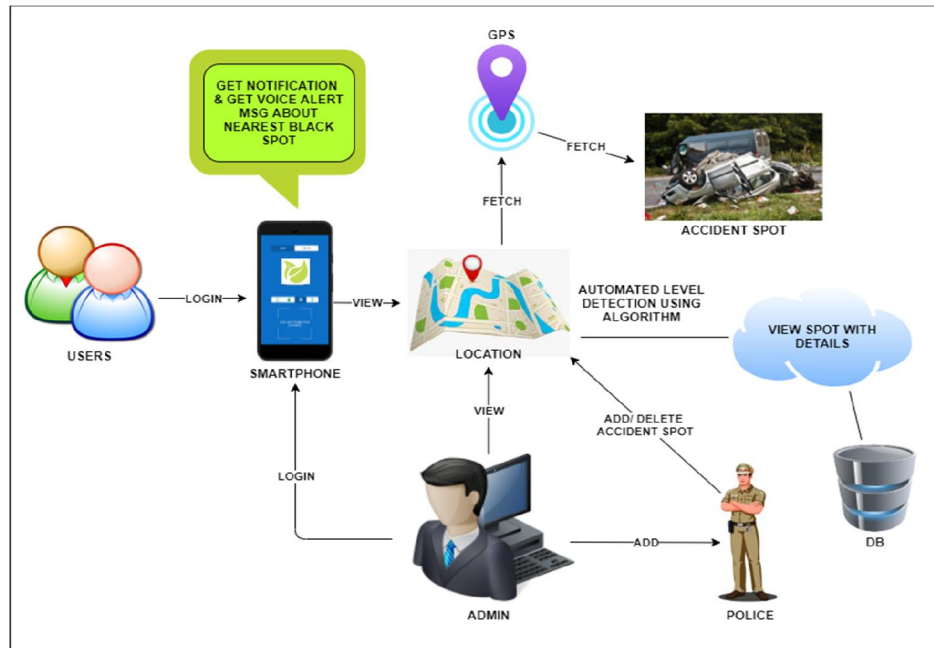 GPS
GET NOTIFICATION
& GET VOICE ALERT
MSG ABOUT
NEAREST BLACK
SPOT
FETCH
FETCH
ACCIDENT SPOT
LOGIN
VIEW
USERS
SMARTPHONE
LOCATION
AUTOMATED LEVEL
DETECTION USING
ALGORITHM
VIEW SPOT WITH
DETAILS
VIEW
ADD/ DELETE
ACCIDENT SPOT
LOGIN
ADD
DB
ADMIN
POLICE